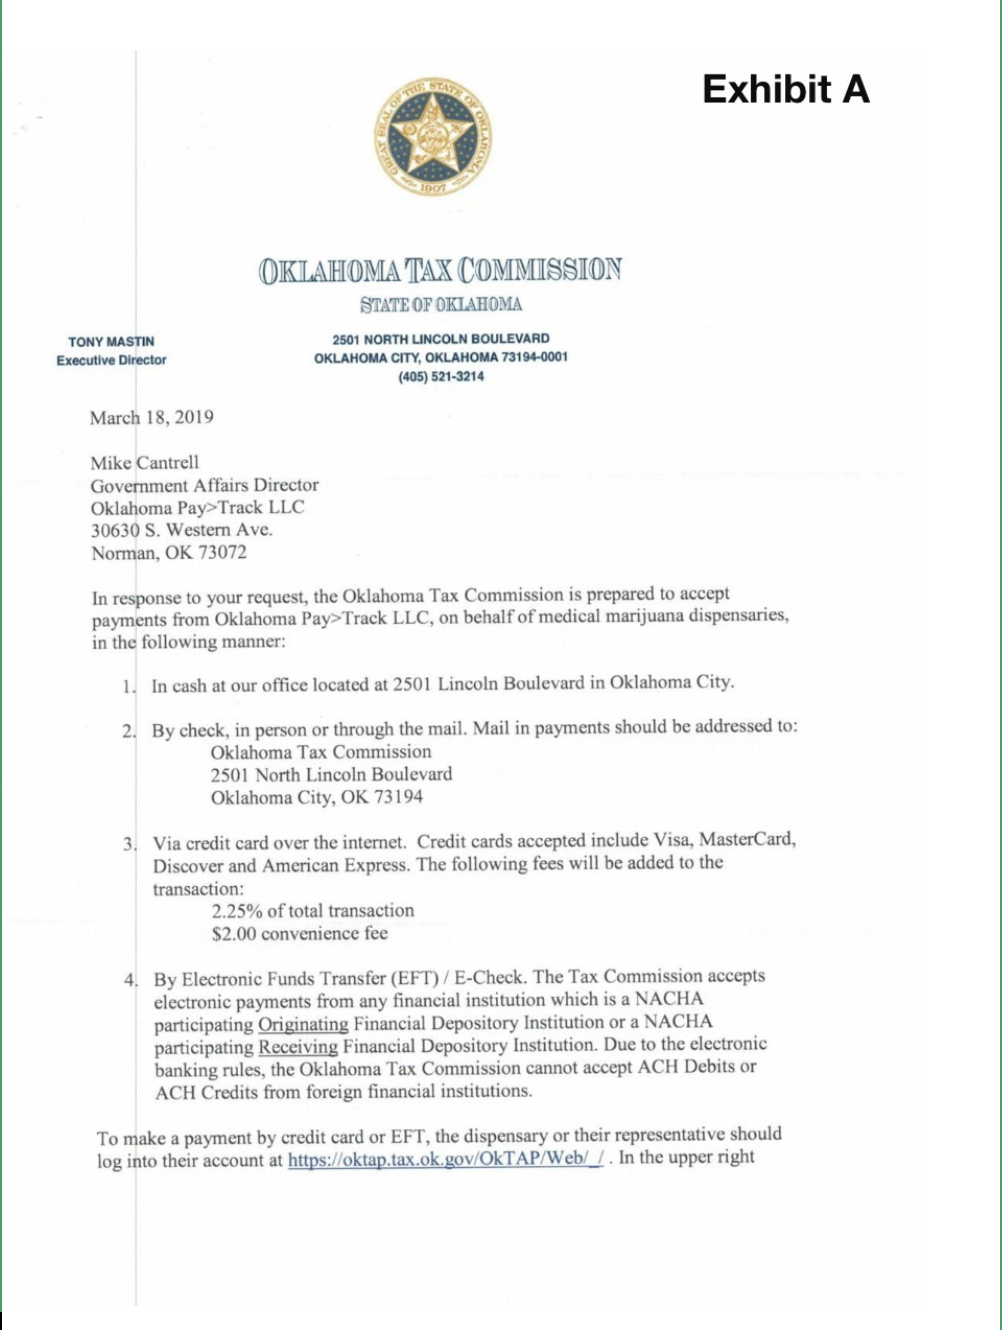 Exhibit A
GREAT SEAL OF THE STATE OF OKLAHOMA
1907
OKLAHOMA TAX COMMISSION
STATE OF OKLAHOMA
TONY MASTIN
Executive Director
2501 NORTH LINCOLN BOULEVARD
OKLAHOMA CITY, OKLAHOMA 73194-0001
(405) 521-3214
March 18, 2019
Mike Cantrell
Government Affairs Director
Oklahoma Pay>Track LLC
30630 S. Western Ave.
Norman, OK 73072
In response to your request, the Oklahoma Tax Commission is prepared to accept
payments from Oklahoma Pay>Track LLC, on behalf of medical marijuana dispensaries,
in the following manner:
1. In cash at our office located at 2501 Lincoln Boulevard in Oklahoma City.
2. By check, in person or through the mail. Mail in payments should be addressed to:
Oklahoma Tax Commission
2501 North Lincoln Boulevard
Oklahoma City, OK 73194
3. Via credit card over the internet. Credit cards accepted include Visa, MasterCard,
Discover and American Express. The following fees will be added to the
transaction:
2.25% of total transaction
$2.00 convenience fee
4. By Electronic Funds Transfer (EFT) / E-Check. The Tax Commission accepts
electronic payments from any financial institution which is a NACHA
participating Originating Financial Depository Institution or a NACHA
participating Receiving Financial Depository Institution. Due to the electronic
banking rules, the Oklahoma Tax Commission cannot accept ACH Debits or
ACH Credits from foreign financial institutions.
To make a payment by credit card or EFT, the dispensary or their representative should
log into their account at https://oktap.tax.ok.gov/OkTAP/Web/_/ . In the upper right